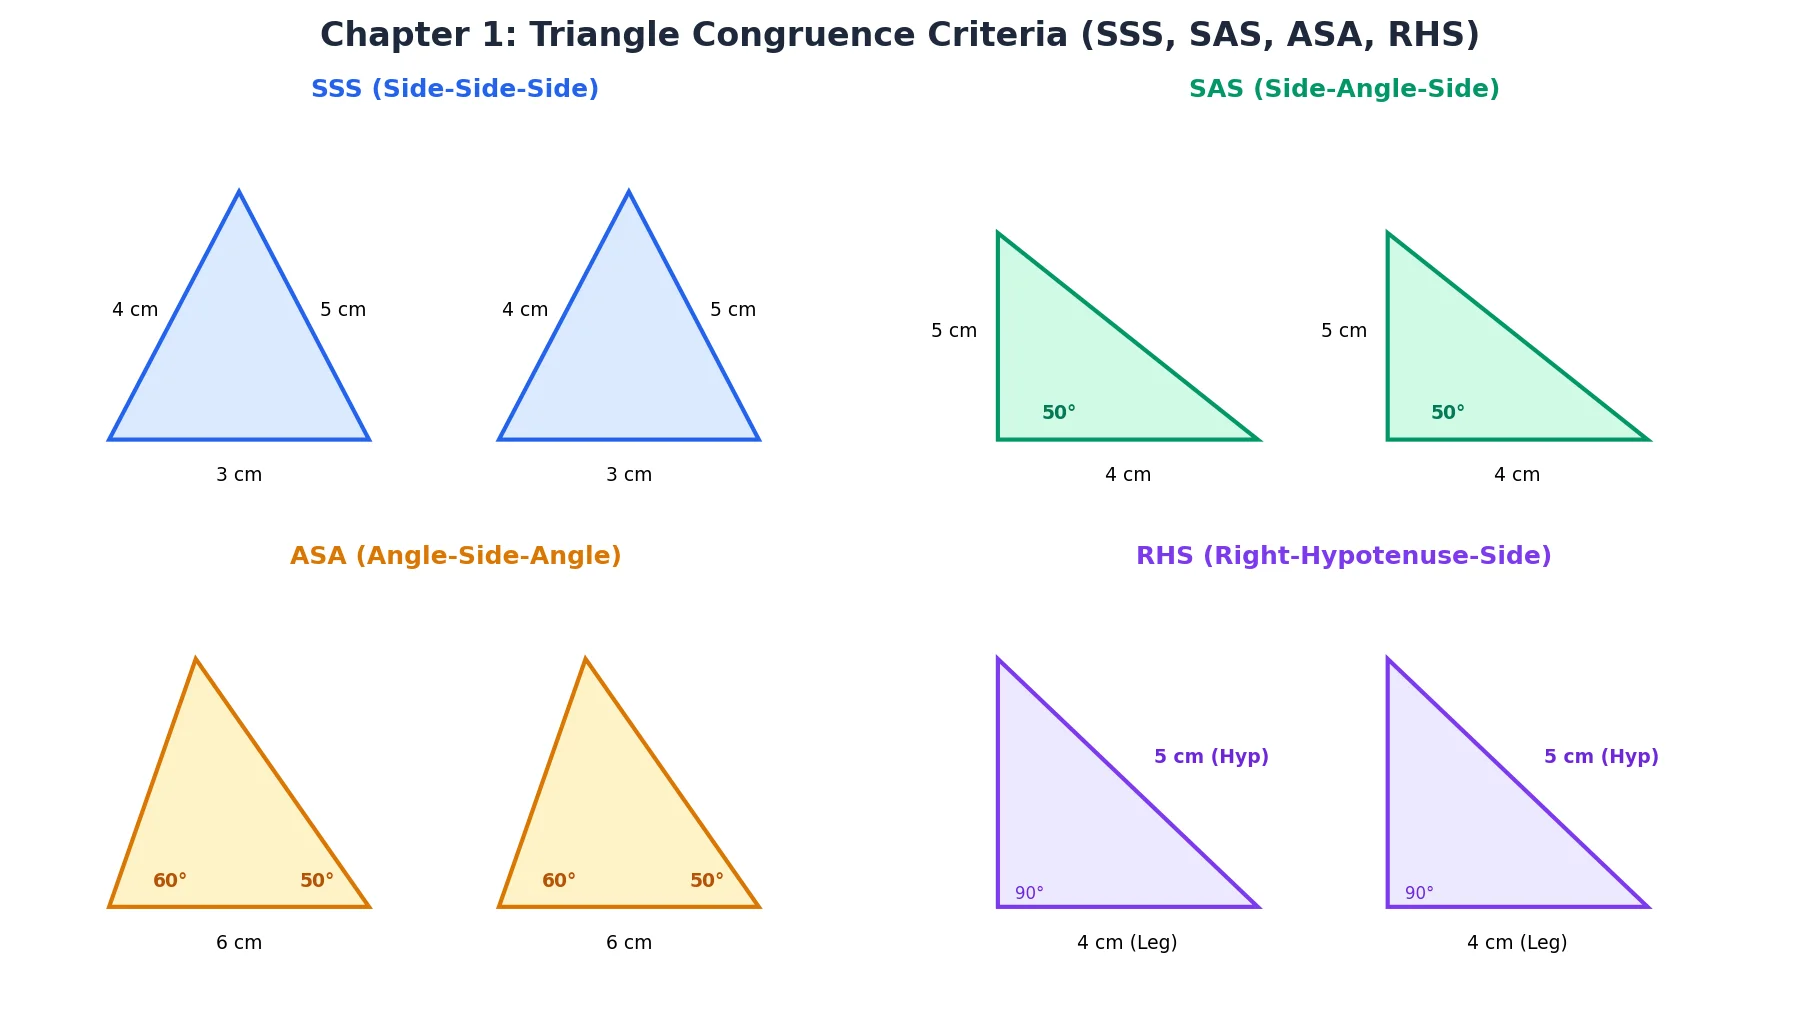 Chapter 1: Triangle Congruence Criteria (SSS, SAS, ASA, RHS)
SSS (Side-Side-Side)
4 cm
5 cm
3 cm
4 cm
5 cm
3 cm
SAS (Side-Angle-Side)
5 cm
50°
4 cm
5 cm
50°
4 cm
ASA (Angle-Side-Angle)
60°
50°
6 cm
60°
50°
6 cm
RHS (Right-Hypotenuse-Side)
5 cm (Hyp)
90°
4 cm (Leg)
5 cm (Hyp)
90°
4 cm (Leg)